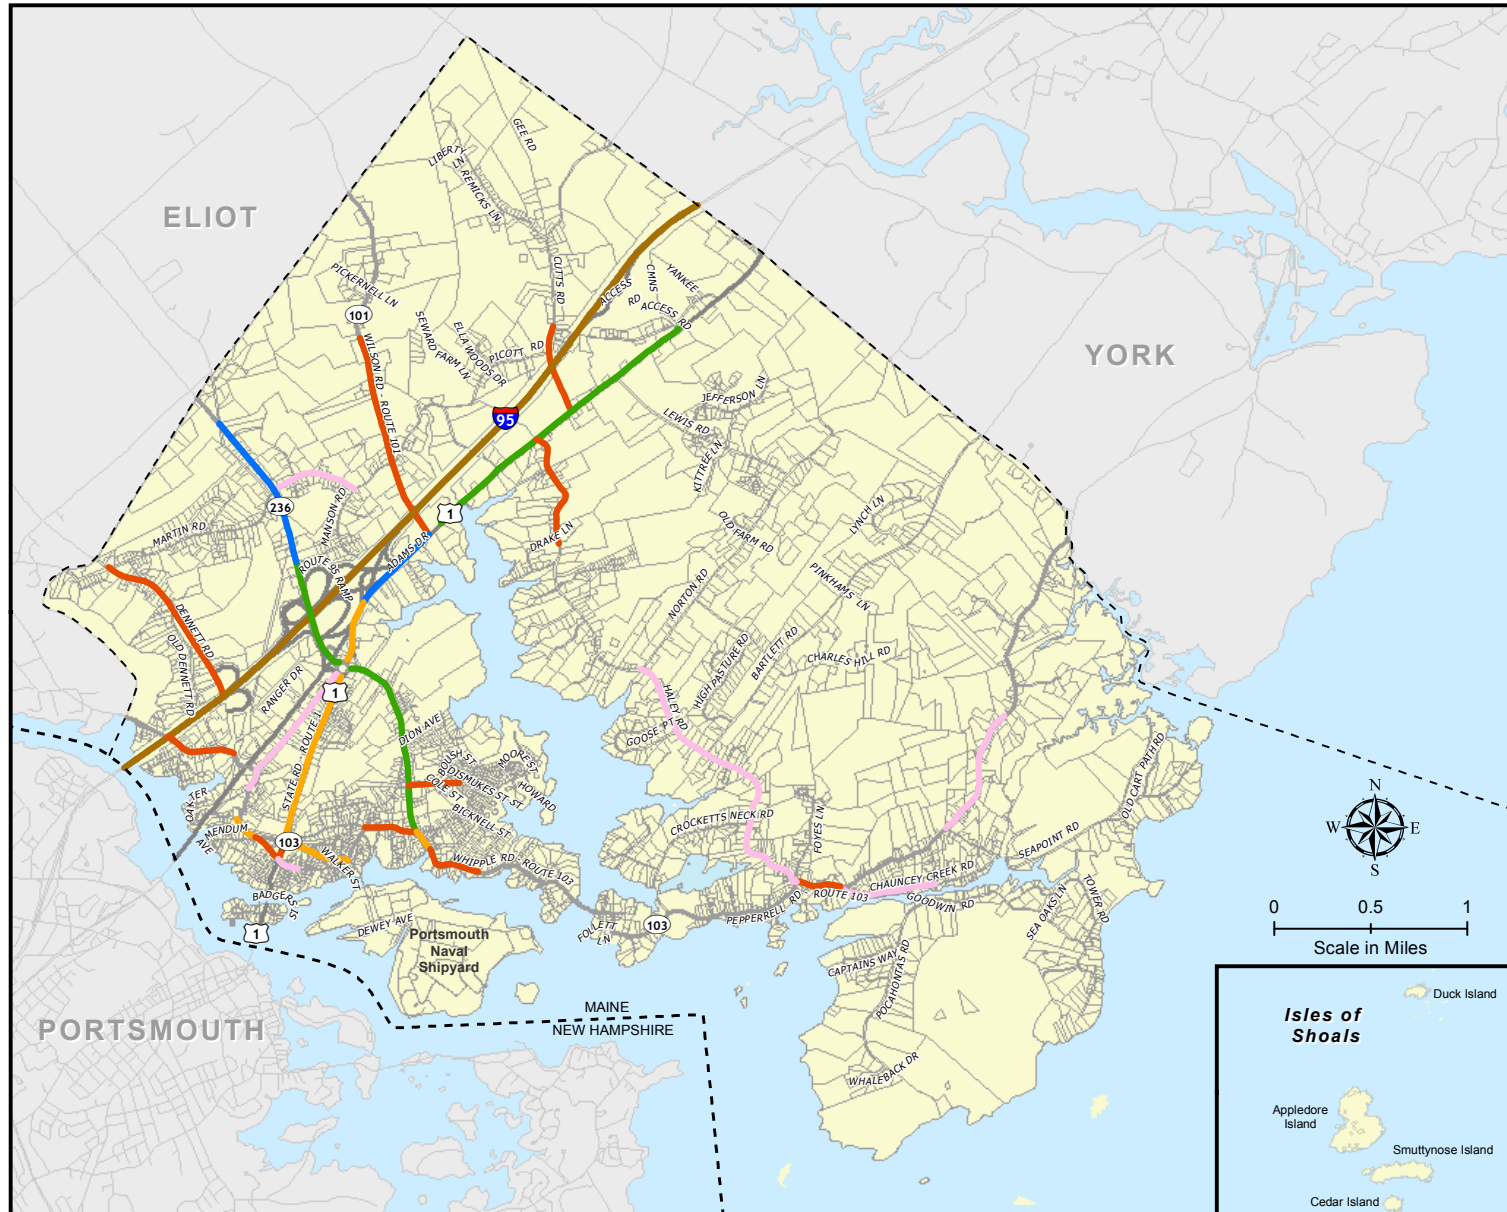 ELIOT
YORK
PORTSMOUTH
GEE RD
LIBERTY
LN
REMICKS LN
CUTTS RD
PICKERNELL LN
101
WILSON RD - ROUTE 101
SEWARD
FARM LN
ELLA WOODS DR
PICOTT RD
ACCESS
RD
CMNS
YANKEE
ACCESS RD
95
JEFFERSON LN
LEWIS RD
KITTREE LN
236
MARTIN RD
MANSON RD
ROUTE 95 RAMP
ADAMS DR
1
DRAKE LN
OLD FARM RD
LYNCH LN
NORTON RD
PINKHAMS LN
HIGH PASTURE RD
BARTLETT RD
CHARLES HILL RD
DENNETT RD
OLD DENNETT RD
RANGER DR
1
STATE RD - ROUTE 1
DION AVE
HALEY RD
GOOSE PT
BOUSH ST
MOORE ST
DISMUKES ST
COLE ST
ST
HOWARD
BICKNELL ST
OAK TER
MENDUM
AVE
103
WALKER ST
WHIPPLE RD - ROUTE 103
BADGERS
ST
1
DEWEY AVE
Portsmouth
Naval
Shipyard
FOLLETT
LN
103
CROCKETTS NECK RD
FOYES LN
PEPPERRELL RD
ROUTE 103
CHAUNCEY CREEK RD
GOODWIN RD
SEAPOINT RD
OLD CART PATH RD
SEA OAKS LN
TOWER RD
CAPTAINS WAY
POCAHONTAS RD
WHALEBACK DR
MAINE
NEW HAMPSHIRE
N
W
E
S
0 0.5 1
Scale in Miles
Isles of
Shoals
Duck Island
Appledore
Island
Smuttynose Island
Cedar Island